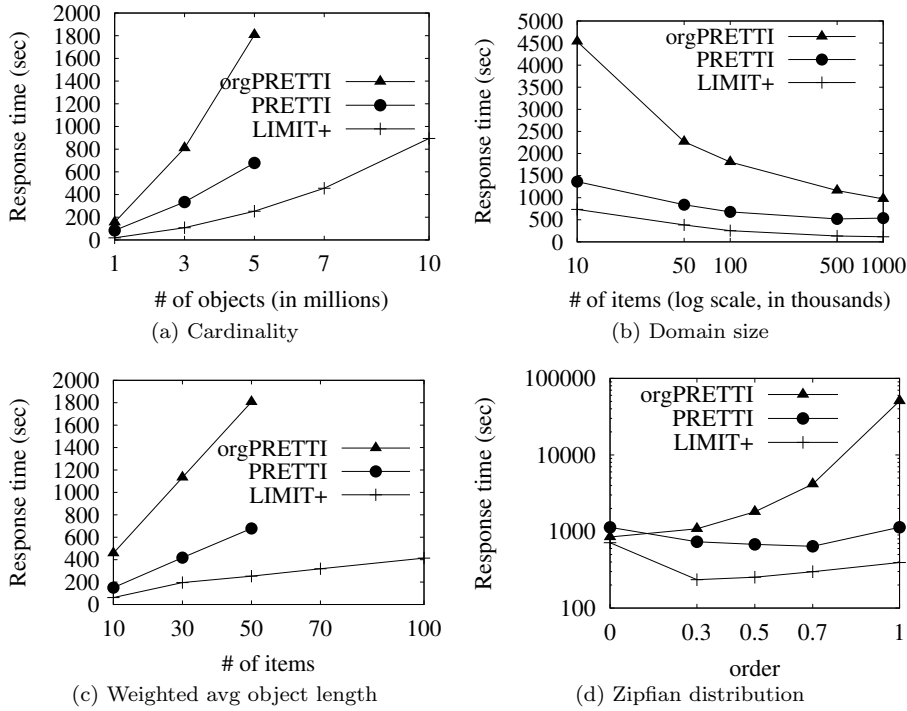 Response time (sec)
2000
1800
1600
1400
1200
1000
800
600
400
200
0
orgPRETTI
PRETTI
LIMIT+
1 3 5 7 10
# of objects (in millions)
(a) Cardinality
Response time (sec)
5000
4500
4000
3500
3000
2500
2000
1500
1000
500
0
orgPRETTI
PRETTI
LIMIT+
10 50 100 500 1000
# of items (log scale, in thousands)
(b) Domain size
Response time (sec)
2000
1800
1600
1400
1200
1000
800
600
400
200
0
orgPRETTI
PRETTI
LIMIT+
10 30 50 70 100
# of items
(c) Weighted avg object length
Response time (sec)
100000
10000
1000
100
orgPRETTI
PRETTI
LIMIT+
0 0.3 0.5 0.7 1
order
(d) Zipfian distribution